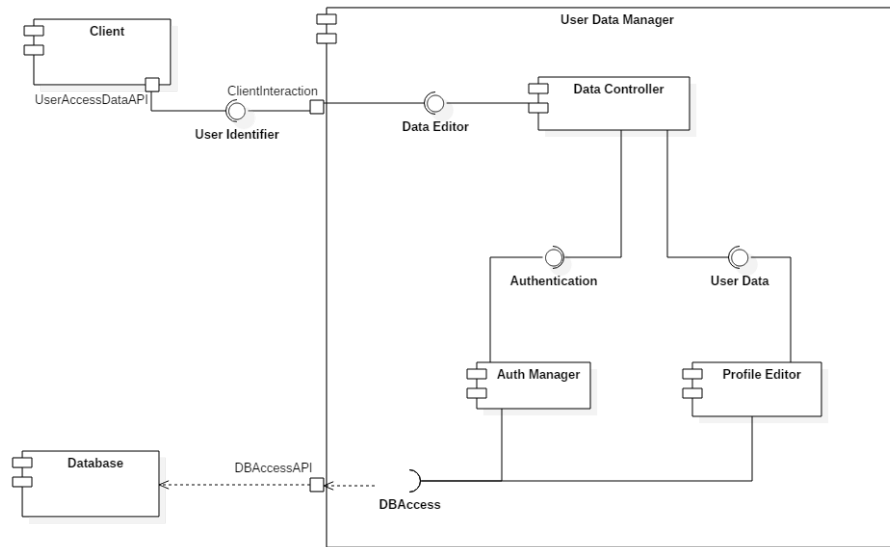 Client
User Data Manager
UserAccessDataAPI
ClientInteraction
User Identifier
Data Editor
Data Controller
Authentication
User Data
Auth Manager
Profile Editor
Database
DBAccessAPI
DBAccess